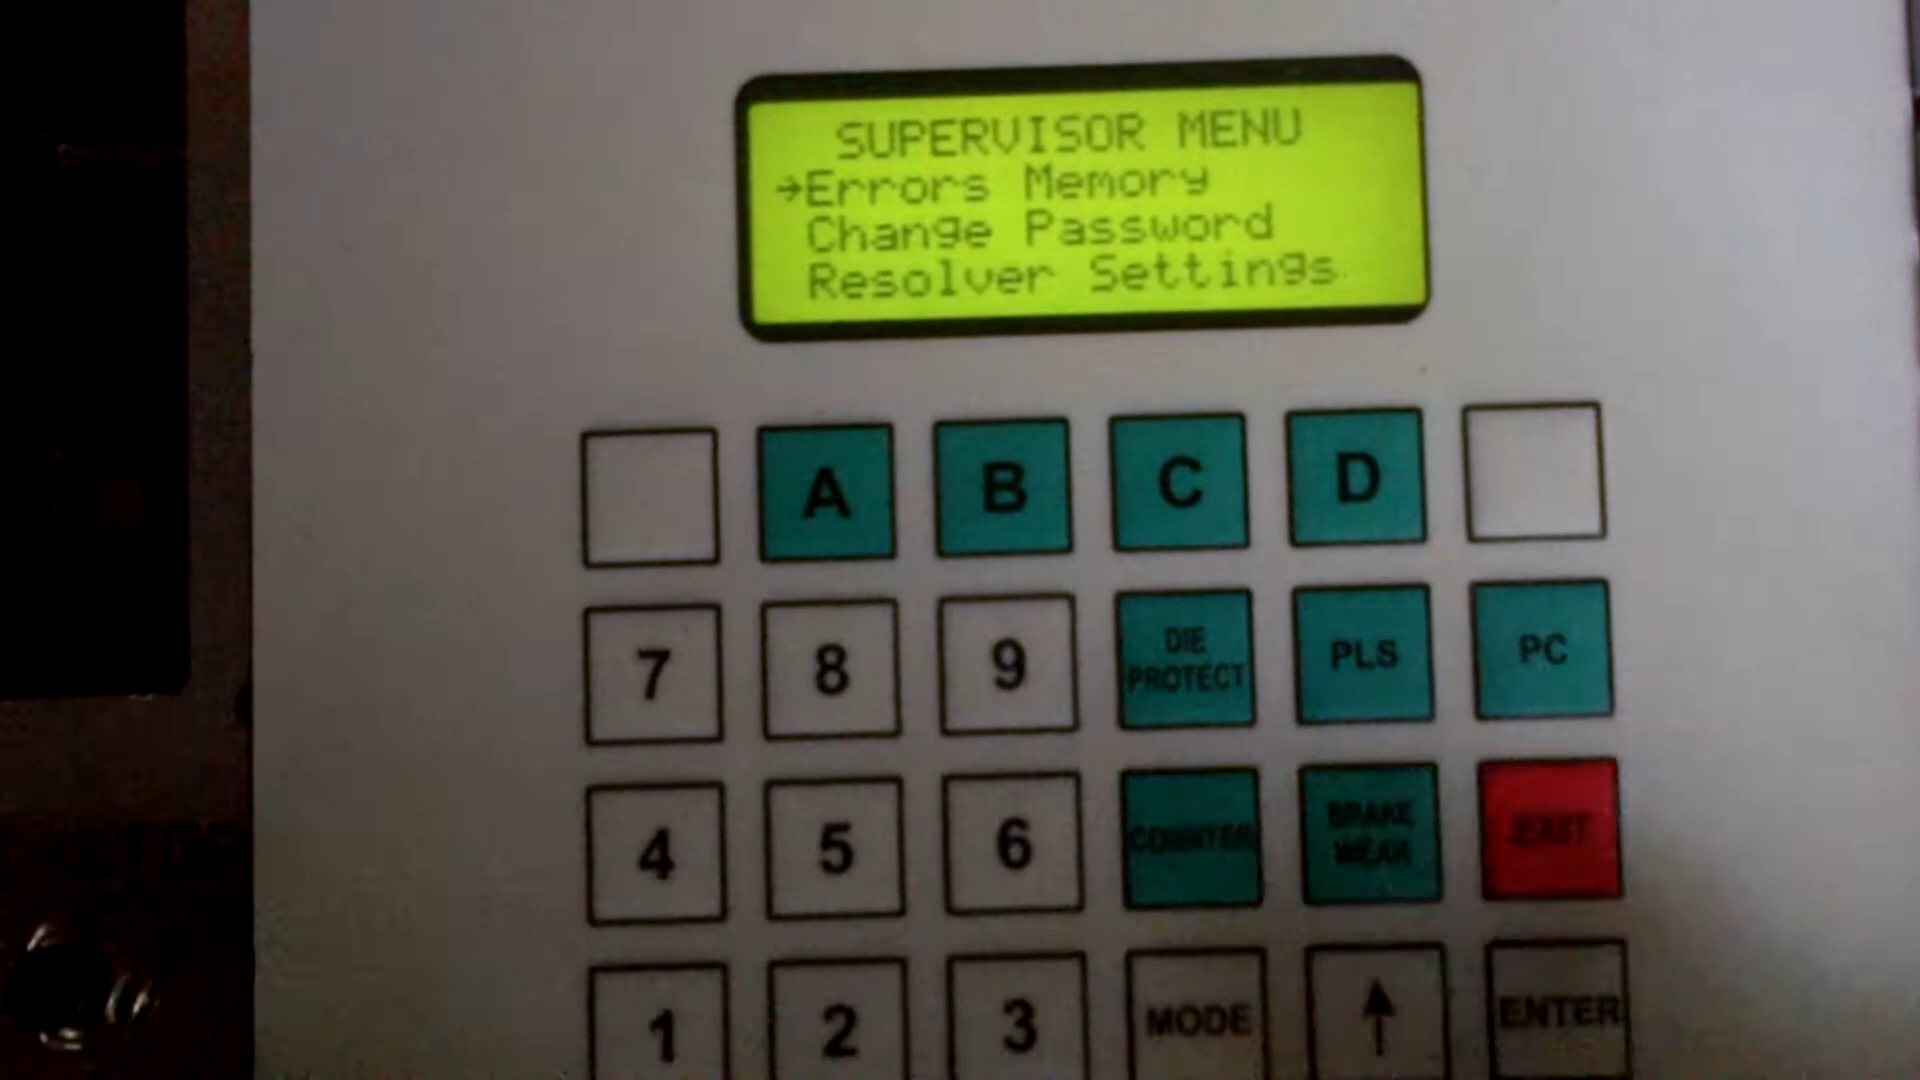 SUPERVISOR MENU
→Errors Memory
Change Password
Resolver Settings
A B C D
7 8 9 DIE PROTECT PLS PC
4 5 6 COUNTER BRAKE WEAR EXIT
1 2 3 MODE ↑ ENTER